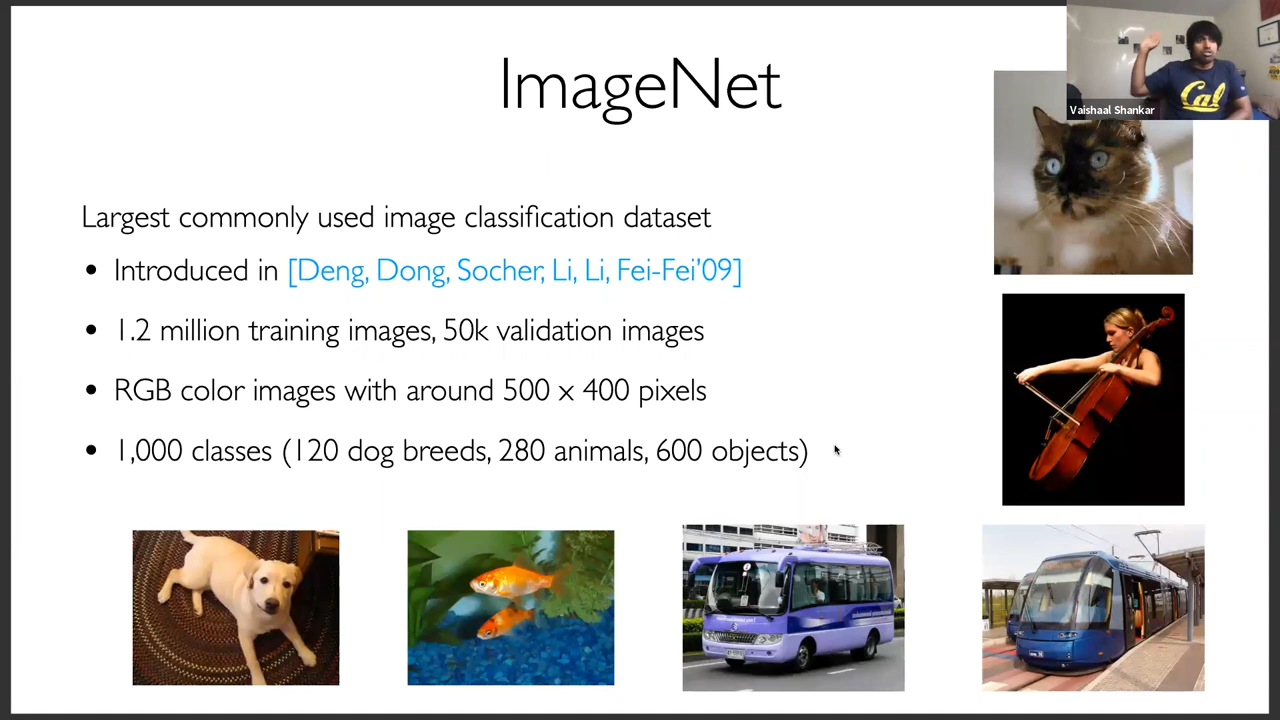 ImageNet
Cal
Vaishaal Shankar
Largest commonly used image classification dataset
• Introduced in [Deng, Dong, Socher, Li, Li, Fei-Fei’09]
• 1.2 million training images, 50k validation images
• RGB color images with around 500 x 400 pixels
• 1,000 classes (120 dog breeds, 280 animals, 600 objects)